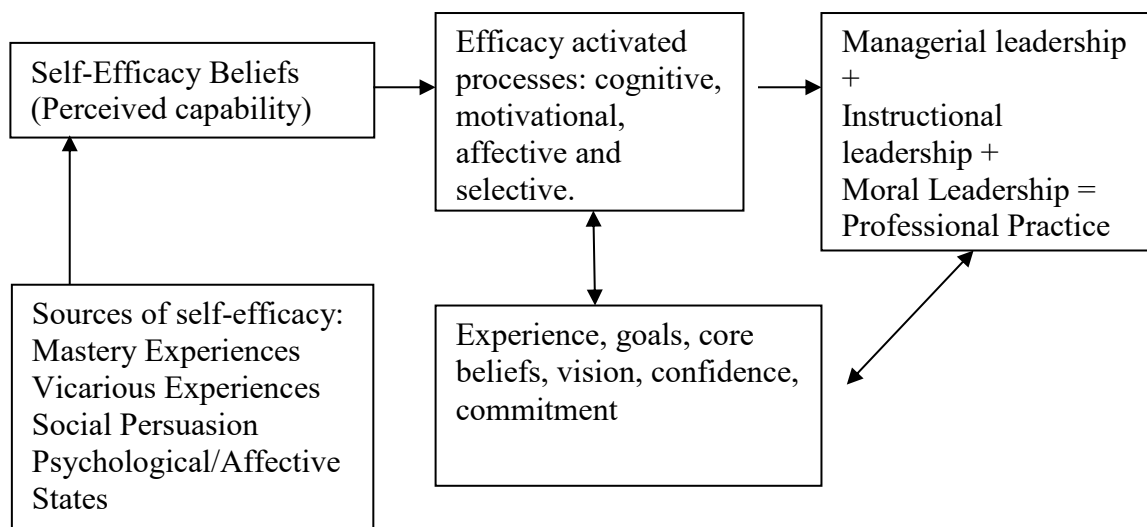 Self-Efficacy Beliefs
(Perceived capability)
Efficacy activated
processes: cognitive,
motivational,
affective and
selective.
Managerial leadership
+
Instructional
leadership +
Moral Leadership =
Professional Practice
Sources of self-efficacy:
Mastery Experiences
Vicarious Experiences
Social Persuasion
Psychological/Affective
States
Experience, goals, core
beliefs, vision, confidence,
commitment